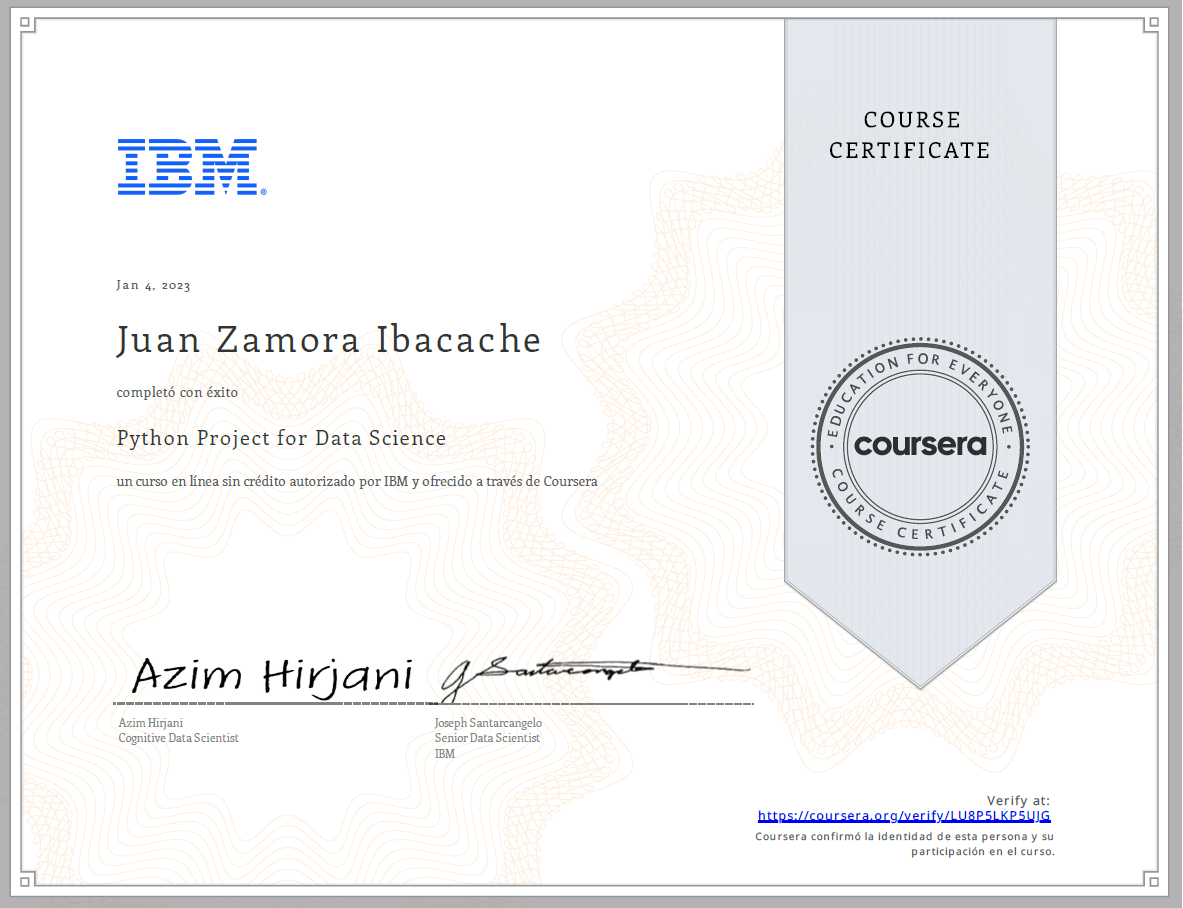 COURSE
CERTIFICATE
IBM®
Jan 4, 2023
Juan Zamora Ibacache
completó con éxito
Python Project for Data Science
un curso en línea sin crédito autorizado por IBM y ofrecido a través de Coursera
EDUCATION FOR EVERYONE
coursera
COURSE CERTIFICATE
Azim Hirjani
J Santarcangelo
Azim Hirjani
Cognitive Data Scientist
Joseph Santarcangelo
Senior Data Scientist
IBM
Verify at:
https://coursera.org/verify/LU8P5LKP5UJG
Coursera confirmó la identidad de esta persona y su
participación en el curso.